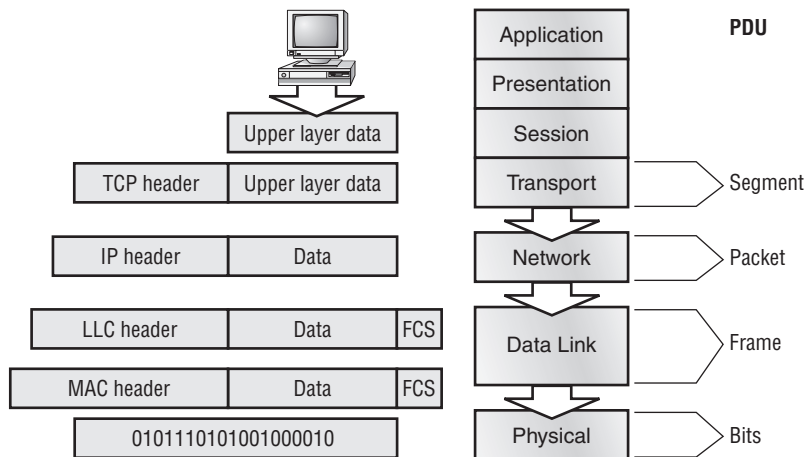 PDU
Application
Presentation
Upper layer data
Session
TCP header
Upper layer data
Transport
Segment
IP header
Data
Network
Packet
LLC header
Data
FCS
Data Link
Frame
MAC header
Data
FCS
0101110101001000010
Physical
Bits